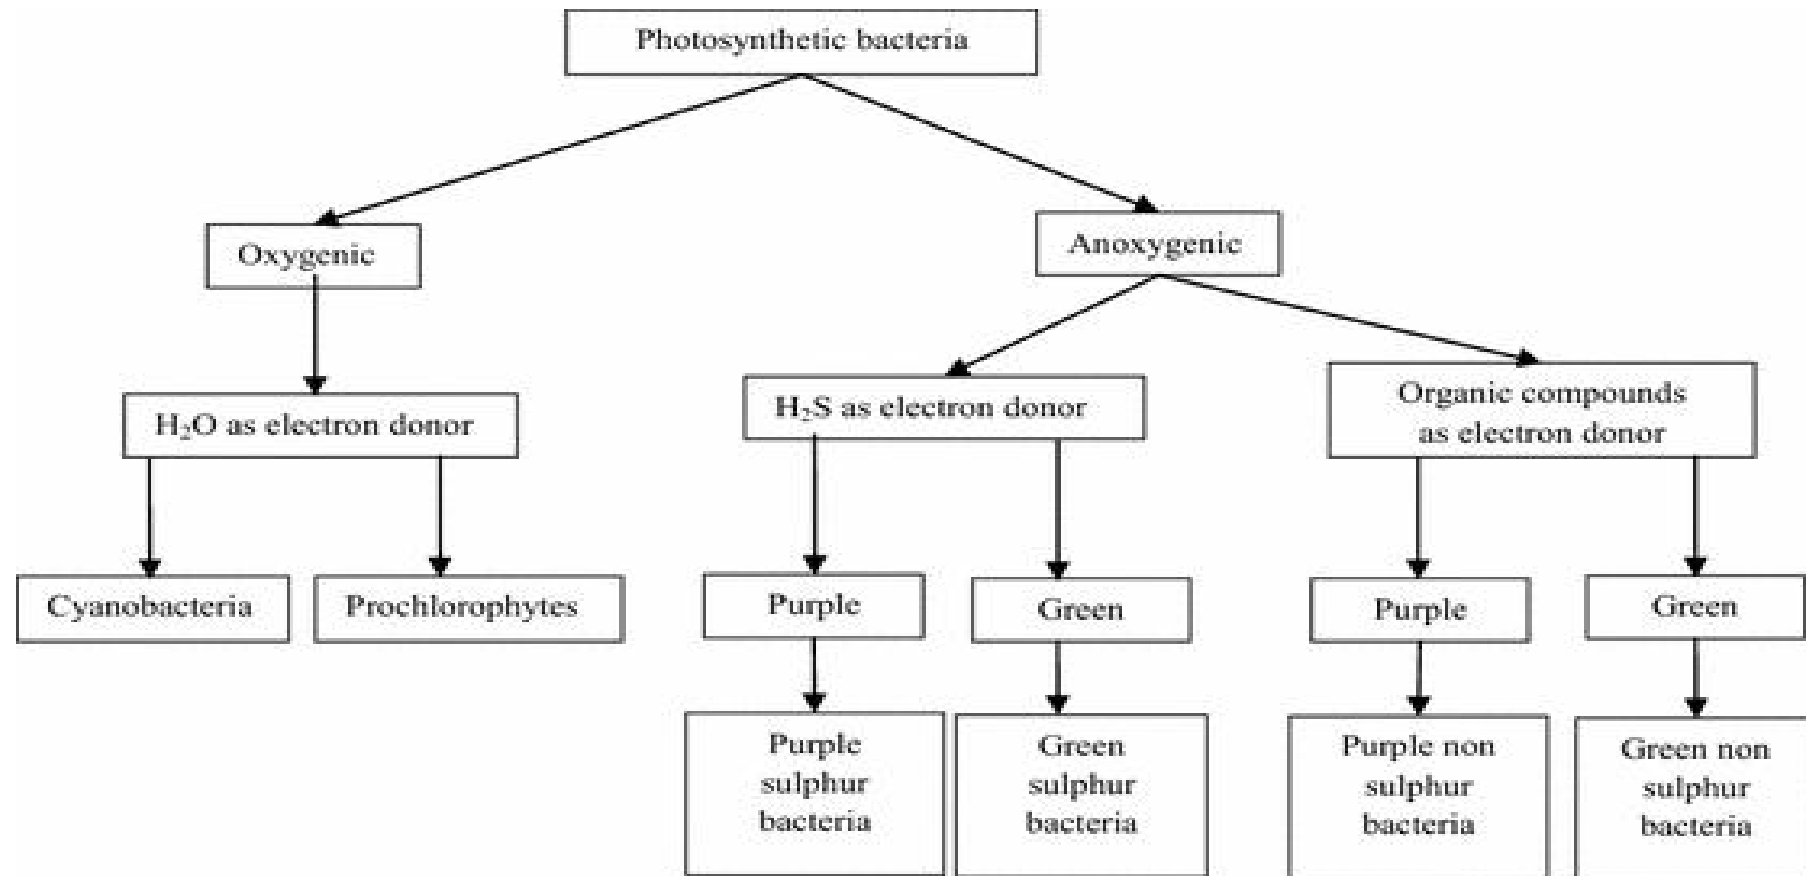 Photosynthetic bacteria
Oxygenic
Anoxygenic
H₂O as electron donor
H₂S as electron donor
Organic compounds
as electron donor
Cyanobacteria
Prochlorophytes
Purple
Green
Purple
Green
Purple
sulphur
bacteria
Green
sulphur
bacteria
Purple non
sulphur
bacteria
Green non
sulphur
bacteria